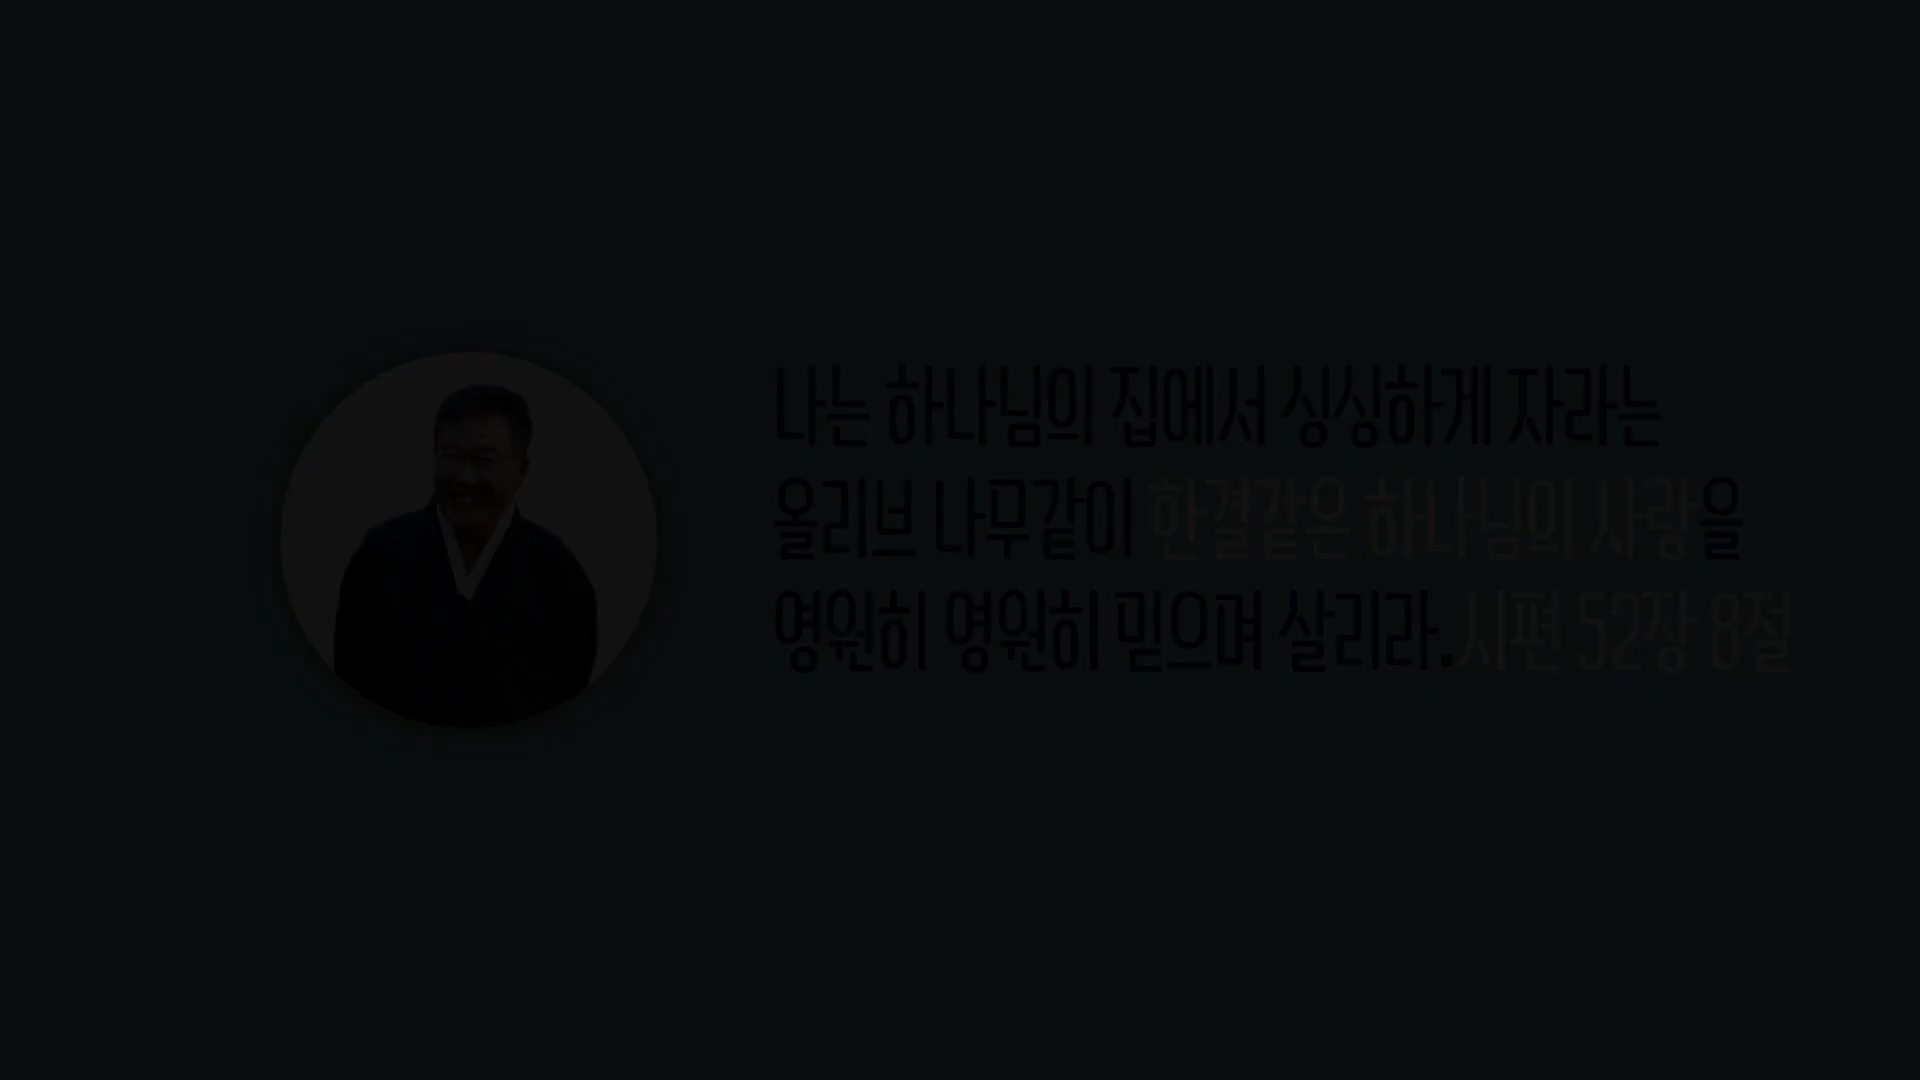 나는 하나님의 집에서 싱싱하게 자라는
올리브 나무같이 한결같은 하나님의 사랑을
영원히 영원히 믿으며 살리라.시편 52장 8절